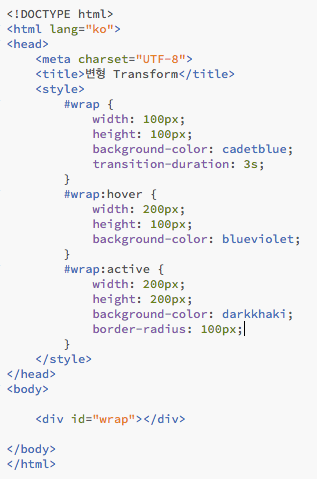 <!DOCTYPE html>
<html lang="ko">
<head>
    <meta charset="UTF-8">
    <title>변형 Transform</title>
    <style>
        #wrap {
            width: 100px;
            height: 100px;
            background-color: cadetblue;
            transition-duration: 3s;
        }
        #wrap:hover {
            width: 200px;
            height: 100px;
            background-color: blueviolet;
        }
        #wrap:active {
            width: 200px;
            height: 200px;
            background-color: darkkhaki;
            border-radius: 100px;
        }
    </style>
</head>
<body>

    <div id="wrap"></div>

</body>
</html>